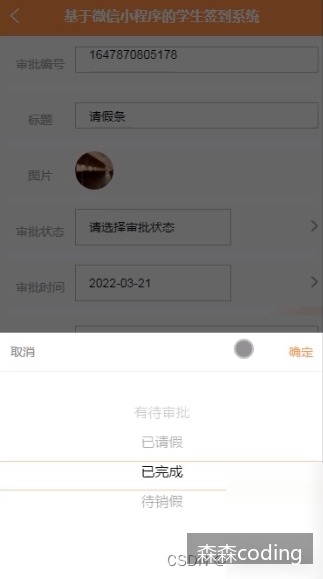 基于微信小程序的学生签到系统
审批编号 1647870805178
标题 请假条
图片
审批状态 请选择审批状态
审批时间 2022-03-21
取消 确定
有待审批
已请假
已完成
待销假
森森coding
CSDN @